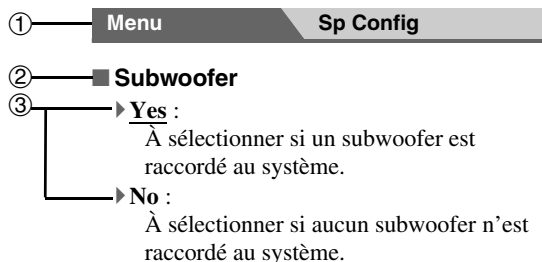 ① Menu Sp Config
② ■ Subwoofer
③ Yes :
À sélectionner si un subwoofer est
raccordé au système.
No :
À sélectionner si aucun subwoofer n’est
raccordé au système.